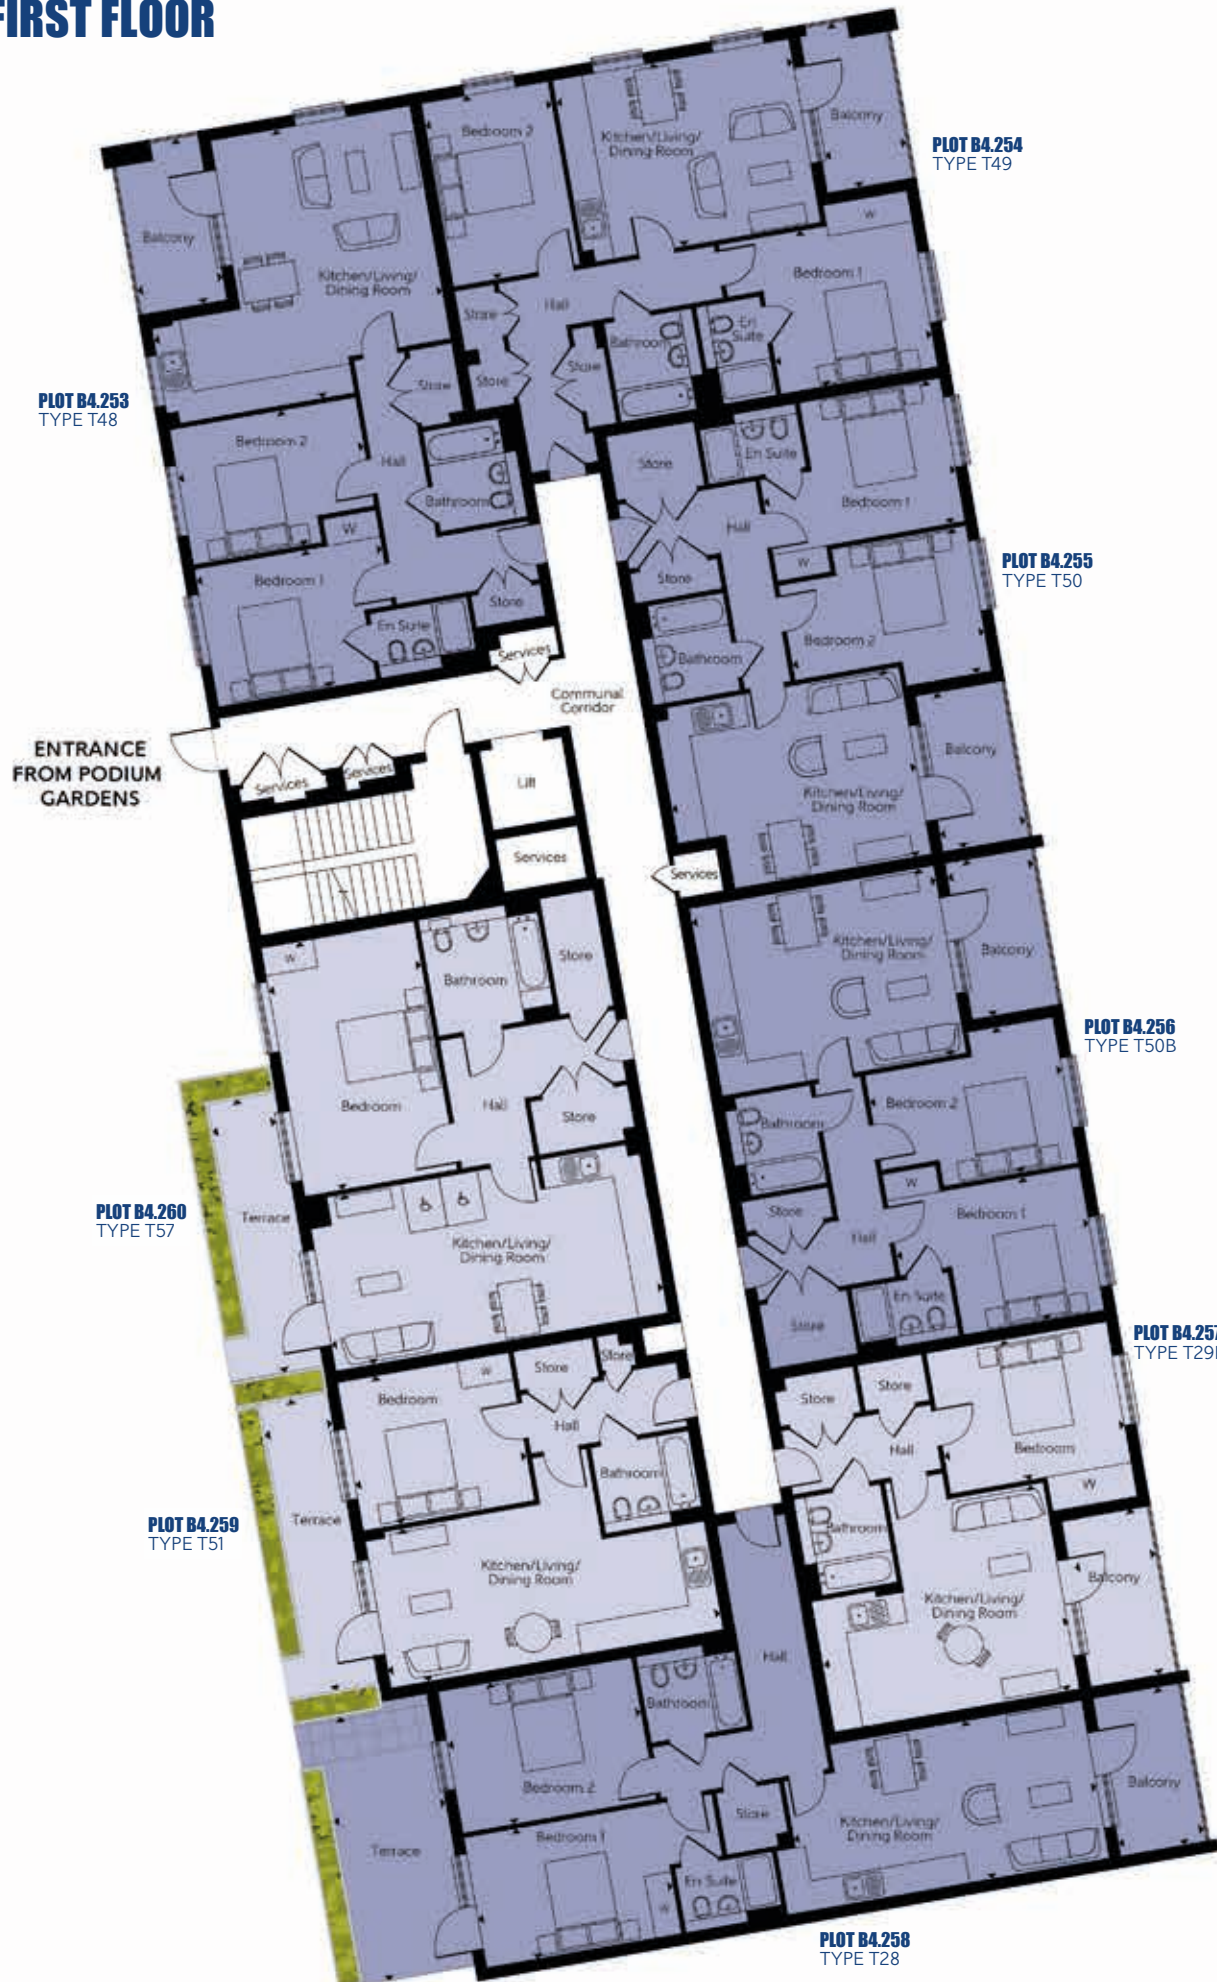 FIRST FLOOR
Balcony
Kitchen/Living/
Dining Room
Bedroom 2
Kitchen/Living/
Dining Room
Balcony
PLOT B4.254
TYPE T49
W
Bedroom 1
Hall
Store
Store
Store
Bathroom
En
Suite
PLOT B4.253
TYPE T48
Store
Bedroom 2
Hall
Bathroom
W
Bedroom 1
En Suite
Store
Services
Store
En Suite
Bedroom 1
Hall
W
Store
Bedroom 2
Bathroom
PLOT B4.255
TYPE T50
Communal
Corridor
Kitchen/Living/
Dining Room
Balcony
ENTRANCE
FROM PODIUM
GARDENS
Services
Services
Lift
Services
Services
Kitchen/Living/
Dining Room
Balcony
PLOT B4.256
TYPE T50B
Bedroom 2
Bathroom
W
Bedroom 1
Store
Hall
En Suite
Store
W
Bathroom
Store
Bedroom
Hall
Store
PLOT B4.260
TYPE T57
Terrace
Kitchen/Living/
Dining Room
PLOT B4.257
TYPE T29
Store
Store
Hall
Bedroom
W
Bathroom
Kitchen/Living/
Dining Room
Balcony
Bedroom
W
Store
Store
Hall
Bathroom
PLOT B4.259
TYPE T51
Terrace
Kitchen/Living/
Dining Room
Hall
Bathroom
Bedroom 2
Store
Kitchen/Living/
Dining Room
Balcony
Terrace
Bedroom 1
En Suite
W
PLOT B4.258
TYPE T28